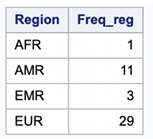 Region Freq_reg
AFR 1
AMR 11
EMR 3
EUR 29